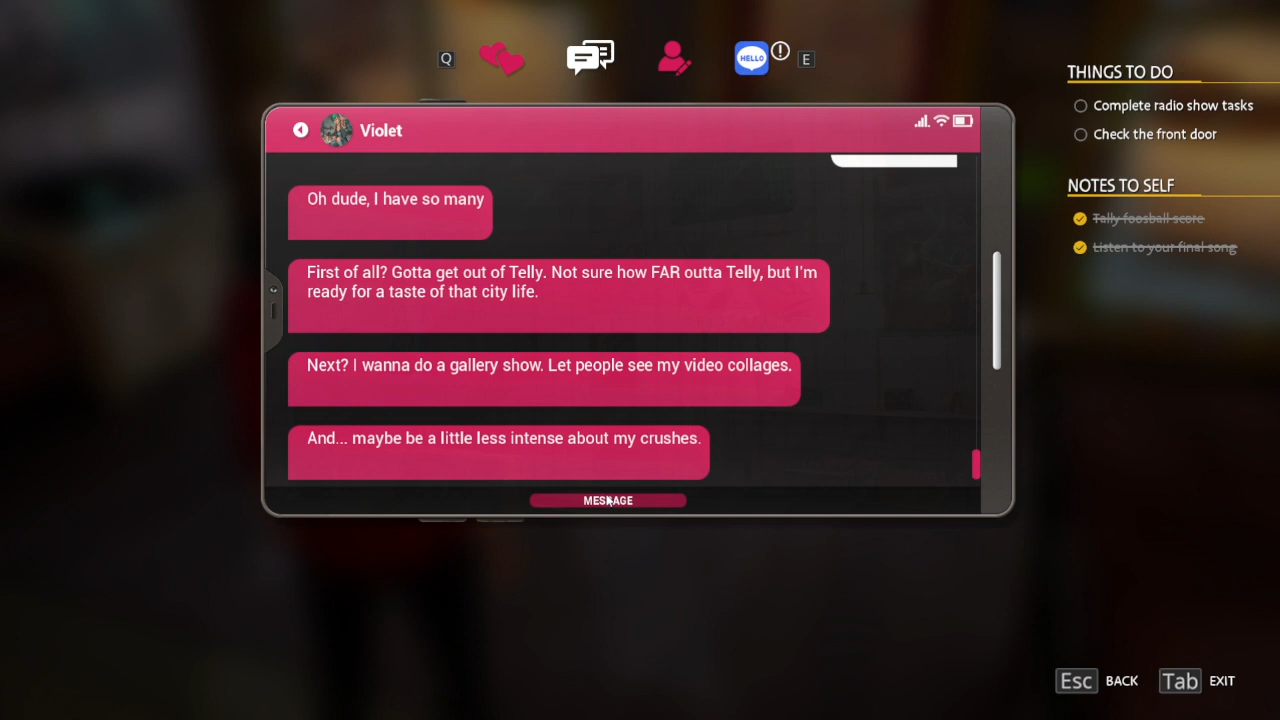 Q
HELLO
E
Violet
Oh dude, I have so many
First of all? Gotta get out of Telly. Not sure how FAR outta Telly, but I'm
ready for a taste of that city life.
Next? I wanna do a gallery show. Let people see my video collages.
And... maybe be a little less intense about my crushes.
MESSAGE
THINGS TO DO
Complete radio show tasks
Check the front door
NOTES TO SELF
Tally foosball score
Listen to your final song
Esc BACK Tab EXIT